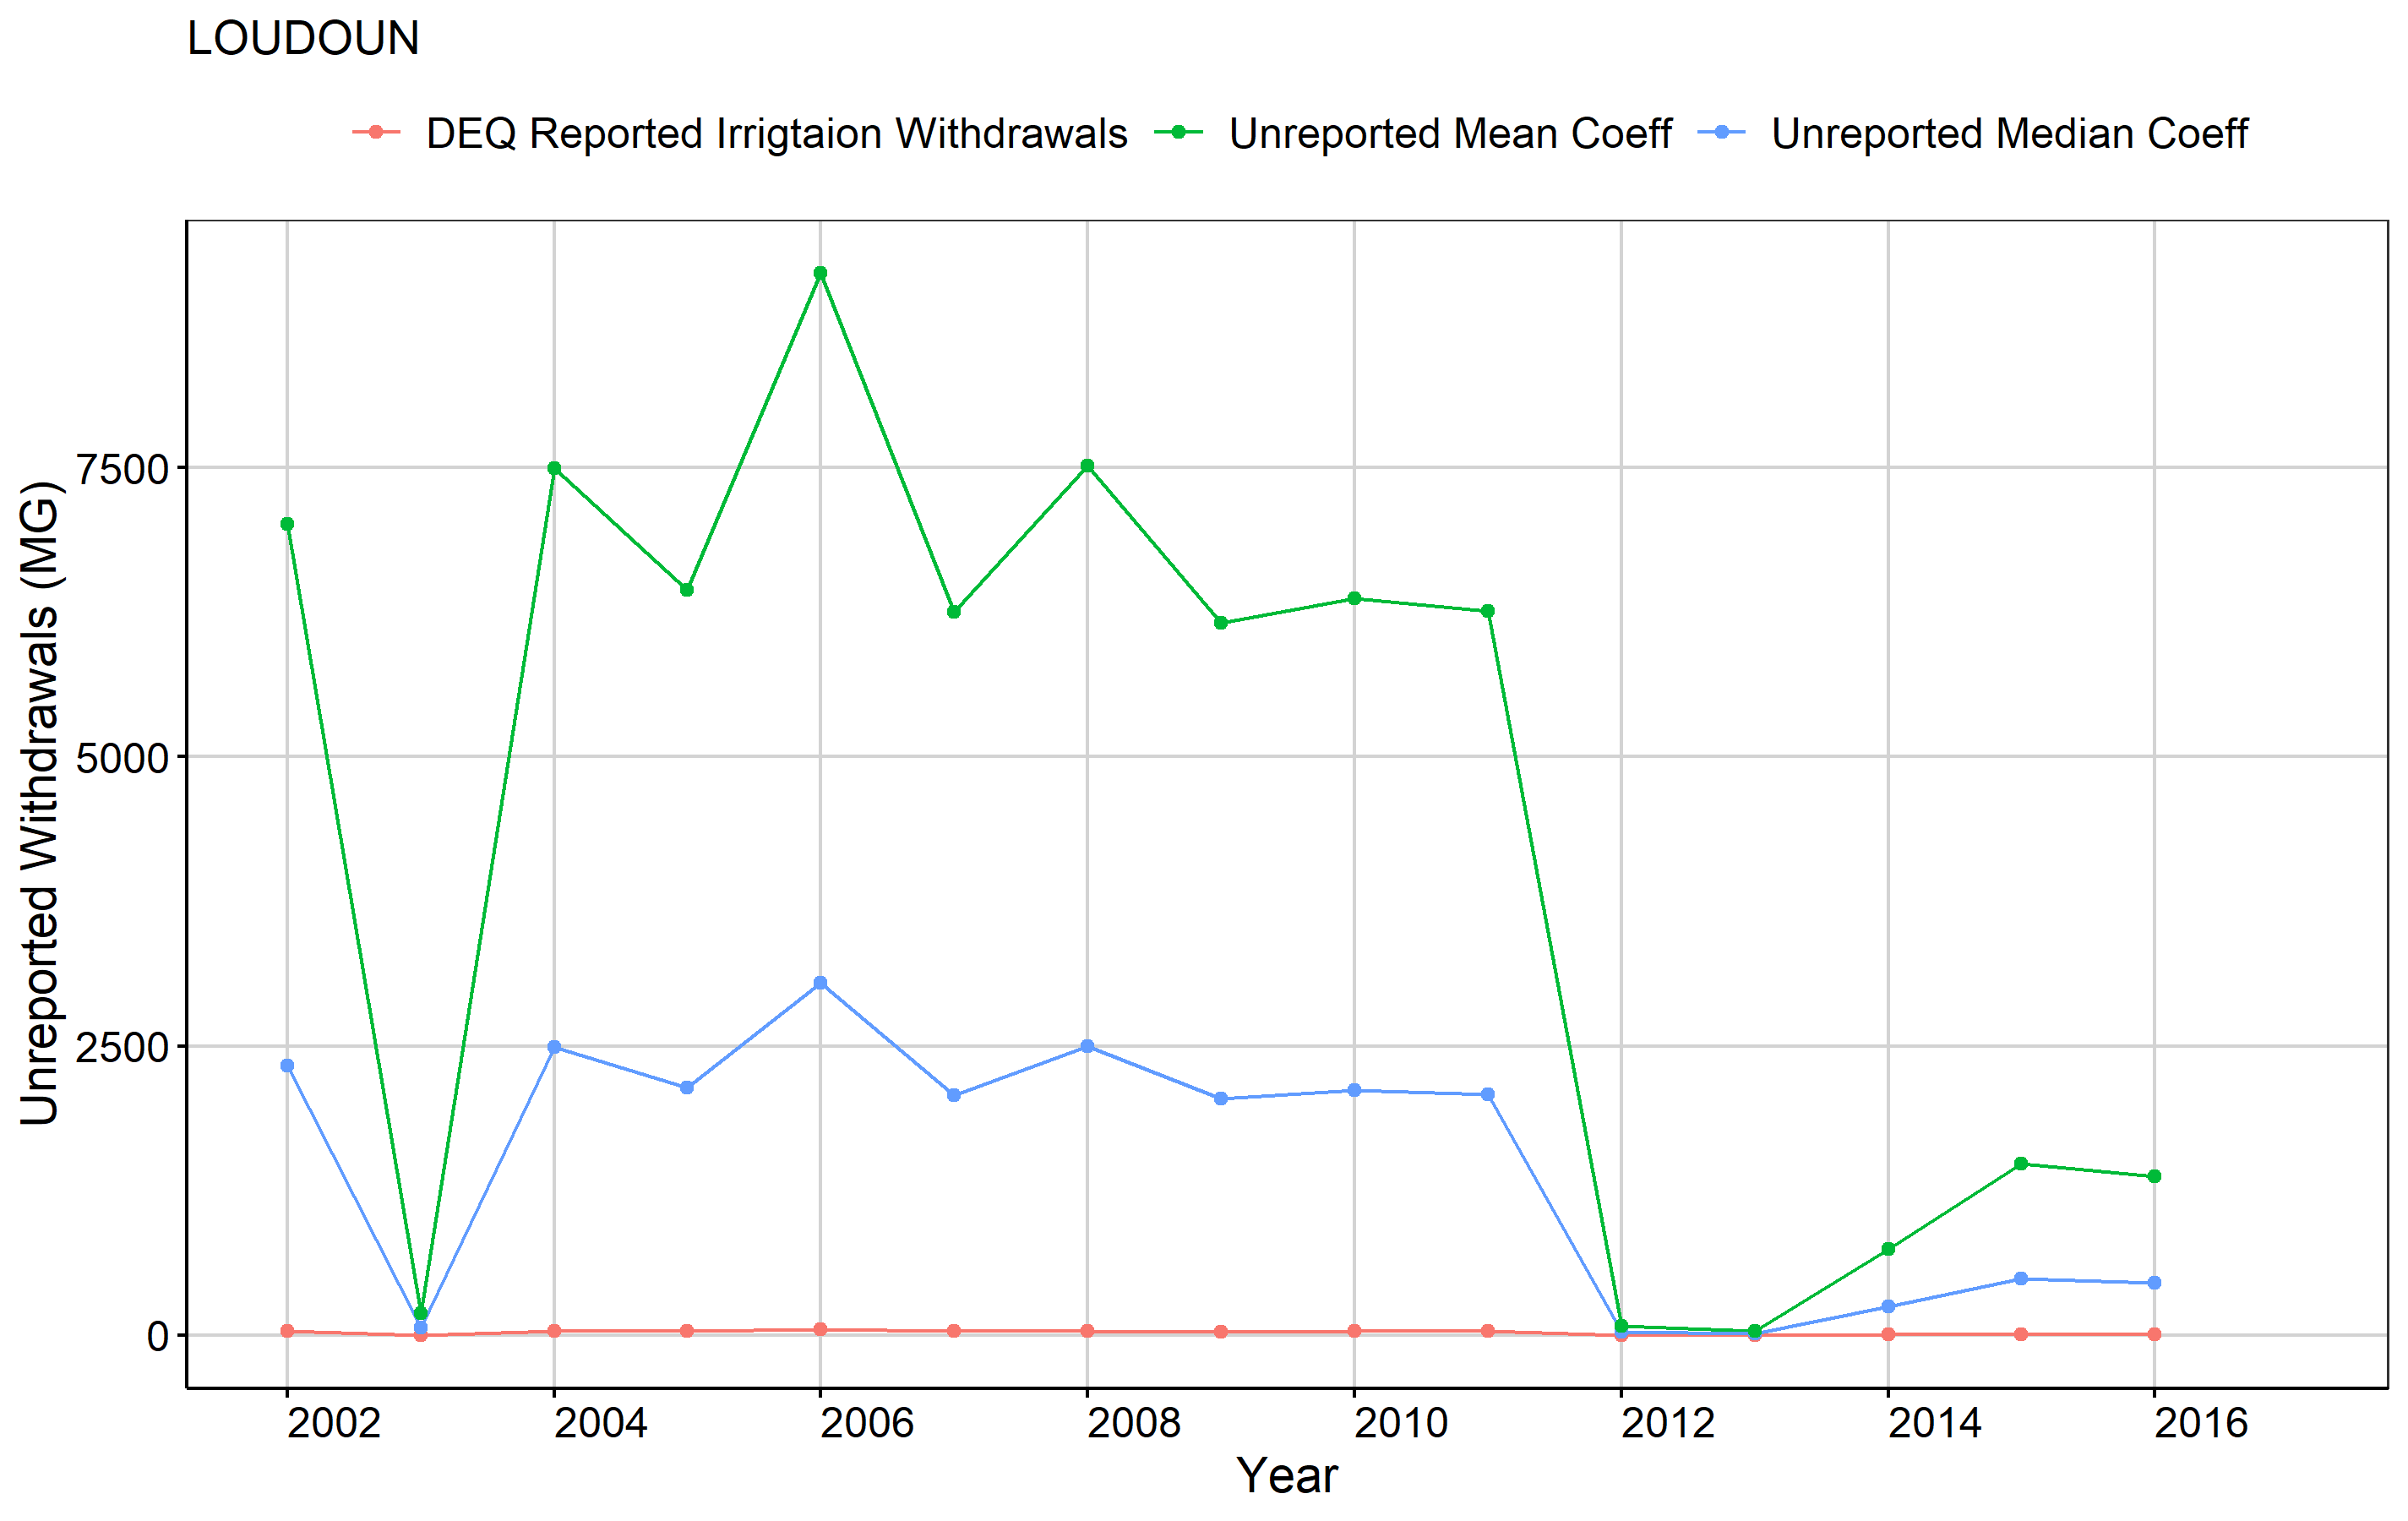 LOUDOUN
DEQ Reported Irrigtaion Withdrawals Unreported Mean Coeff Unreported Median Coeff
Unreported Withdrawals (MG)
7500
5000
2500
0
2002 2004 2006 2008 2010 2012 2014 2016
Year